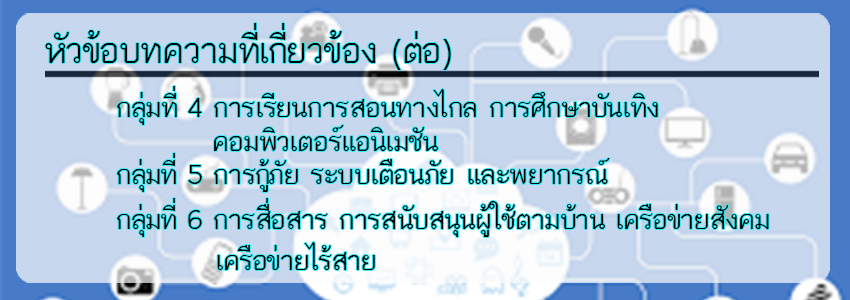 หัวข้อบทความที่เกี่ยวข้อง (ต่อ)
กลุ่มที่ 4 การเรียนการสอนทางไกล การศึกษาบันเทิง
คอมพิวเตอร์แอนิเมชัน
กลุ่มที่ 5 การกู้ภัย ระบบเตือนภัย และพยากรณ์
กลุ่มที่ 6 การสื่อสาร การสนับสนุนผู้ใช้ตามบ้าน เครือข่ายสังคม
เครือข่ายไร้สาย